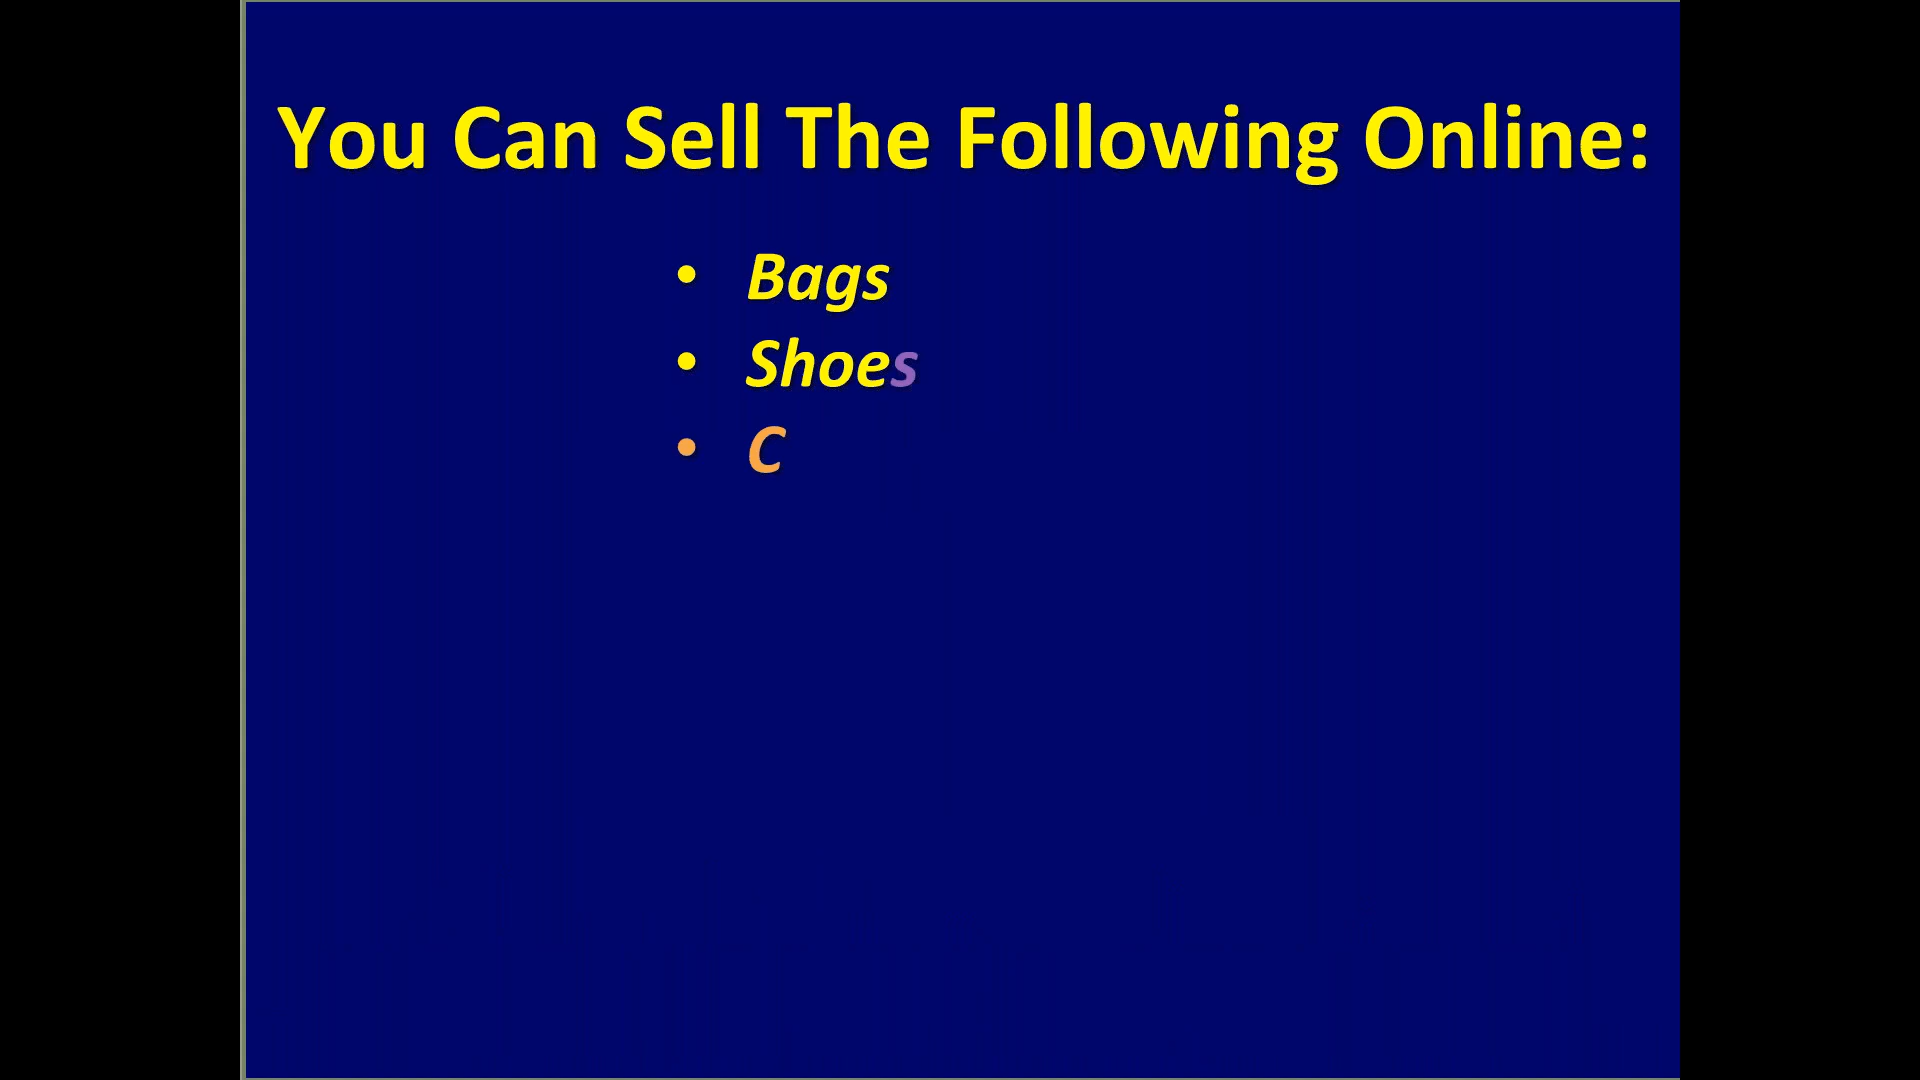 You Can Sell The Following Online:
• Bags
• Shoes
• C